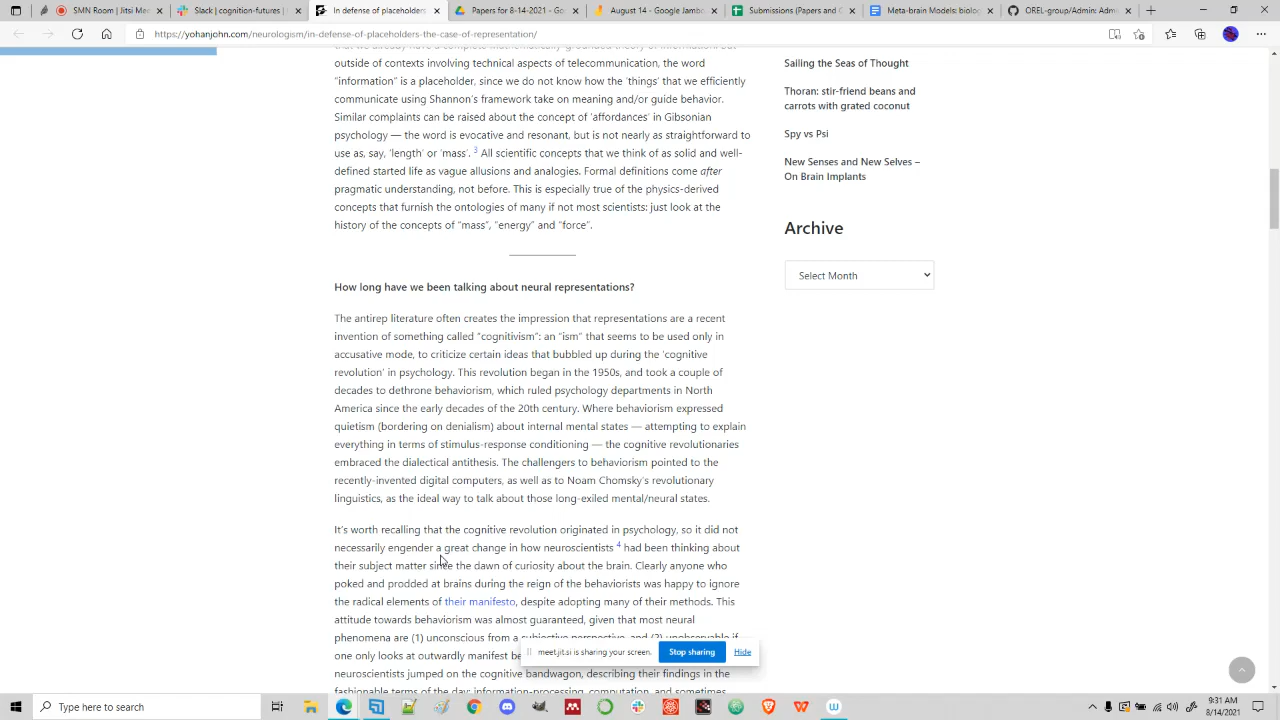 SMN Room | Jitsi Me
Slack | cognition-futures |
In defense of placeholders
Papers for 8-14-2021 - G
August 14 - Google Jambo
Submissions (Papers and
Meta-brain Models: biolog
OREL-group/Admin: Adm
https://yohanjohn.com/neurologism/in-defense-of-placeholders-the-case-of-representation/
outside of contexts involving technical aspects of telecommunication, the word
"information" is a placeholder, since we do not know how the 'things' that we efficiently
communicate using Shannon's framework take on meaning and/or guide behavior.
Similar complaints can be raised about the concept of 'affordances' in Gibsonian
psychology — the word is evocative and resonant, but is not nearly as straightforward to
use as, say, 'length' or 'mass'. 3 All scientific concepts that we think of as solid and well-
defined started life as vague allusions and analogies. Formal definitions come after
pragmatic understanding, not before. This is especially true of the physics-derived
concepts that furnish the ontologies of many if not most scientists: just look at the
history of the concepts of "mass", "energy" and "force".
How long have we been talking about neural representations?
The antirep literature often creates the impression that representations are a recent
invention of something called "cognitivism": an "ism" that seems to be used only in
accusative mode, to criticize certain ideas that bubbled up during the 'cognitive
revolution' in psychology. This revolution began in the 1950s, and took a couple of
decades to dethrone behaviorism, which ruled psychology departments in North
America since the early decades of the 20th century. Where behaviorism expressed
quietism (bordering on denialism) about internal mental states — attempting to explain
everything in terms of stimulus-response conditioning — the cognitive revolutionaries
embraced the dialectical antithesis. The challengers to behaviorism pointed to the
recently-invented digital computers, as well as to Noam Chomsky's revolutionary
linguistics, as the ideal way to talk about those long-exiled mental/neural states.
It's worth recalling that the cognitive revolution originated in psychology, so it did not
necessarily engender a great change in how neuroscientists 4 had been thinking about
their subject matter since the dawn of curiosity about the brain. Clearly anyone who
poked and prodded at brains during the reign of the behaviorists was happy to ignore
the radical elements of their manifesto, despite adopting many of their methods. This
attitude towards behaviorism was almost guaranteed, given that most neural
phenomena are (1) unconscious from a subjective perspective, and (2) unobservable if
one only looks at outwardly manifest be
neuroscientists jumped on the cognitive bandwagon, describing their findings in the
fashionable terms of the day: information-processing, computation, and sometimes
Sailing the Seas of Thought
Thoran: stir-friend beans and
carrots with grated coconut
Spy vs Psi
New Senses and New Selves –
On Brain Implants
Archive
Select Month
meet.jit.si is sharing your screen.
Stop sharing
Hide
Type here to search
9:31 AM
8/14/2021